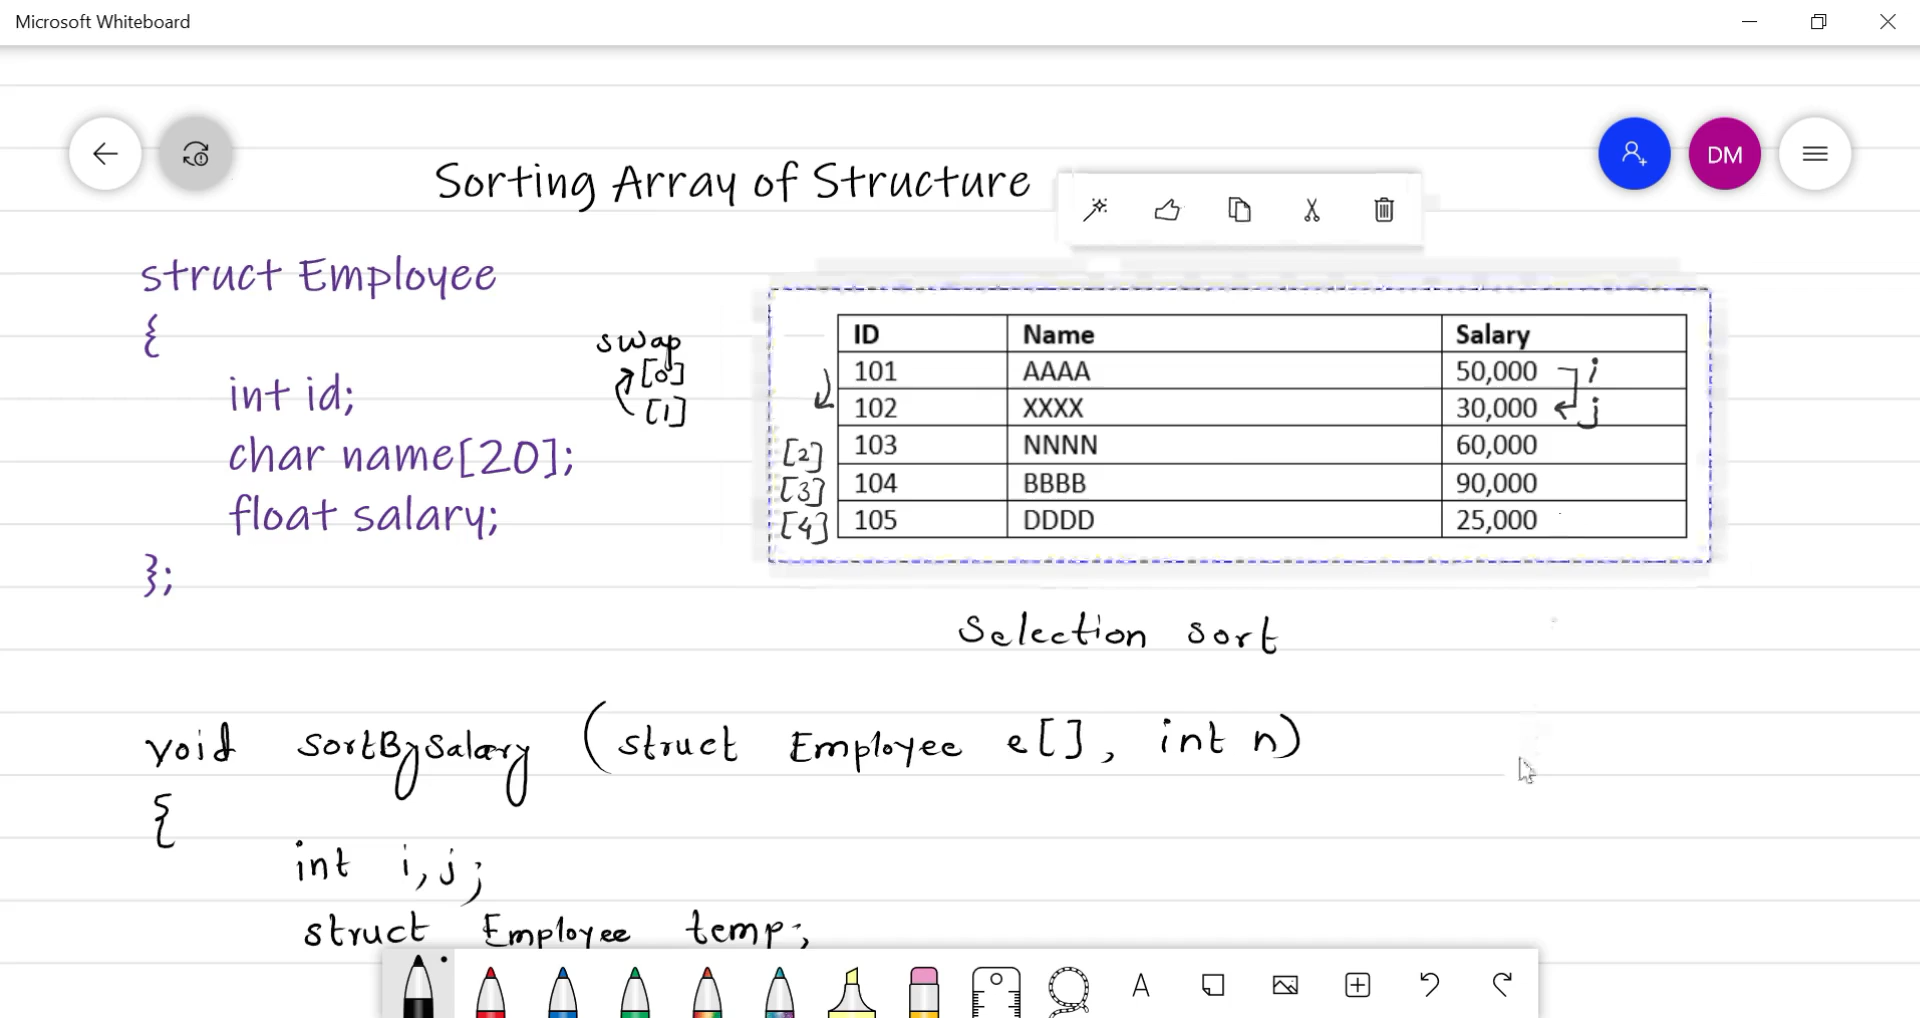 Microsoft Whiteboard
DM
Sorting Array of Structure
struct Employee
{
int id;
char name[20];
float salary;
};
swap
[0]
[1]
ID Name Salary
101 AAAA 50,000 i
102 XXXX 30,000 j
[2] 103 NNNN 60,000
[3] 104 BBBB 90,000
[4] 105 DDDD 25,000
Selection sort
void sortBySalary (struct Employee e[], int n)
{
int i,j;
struct Employee temp;
A